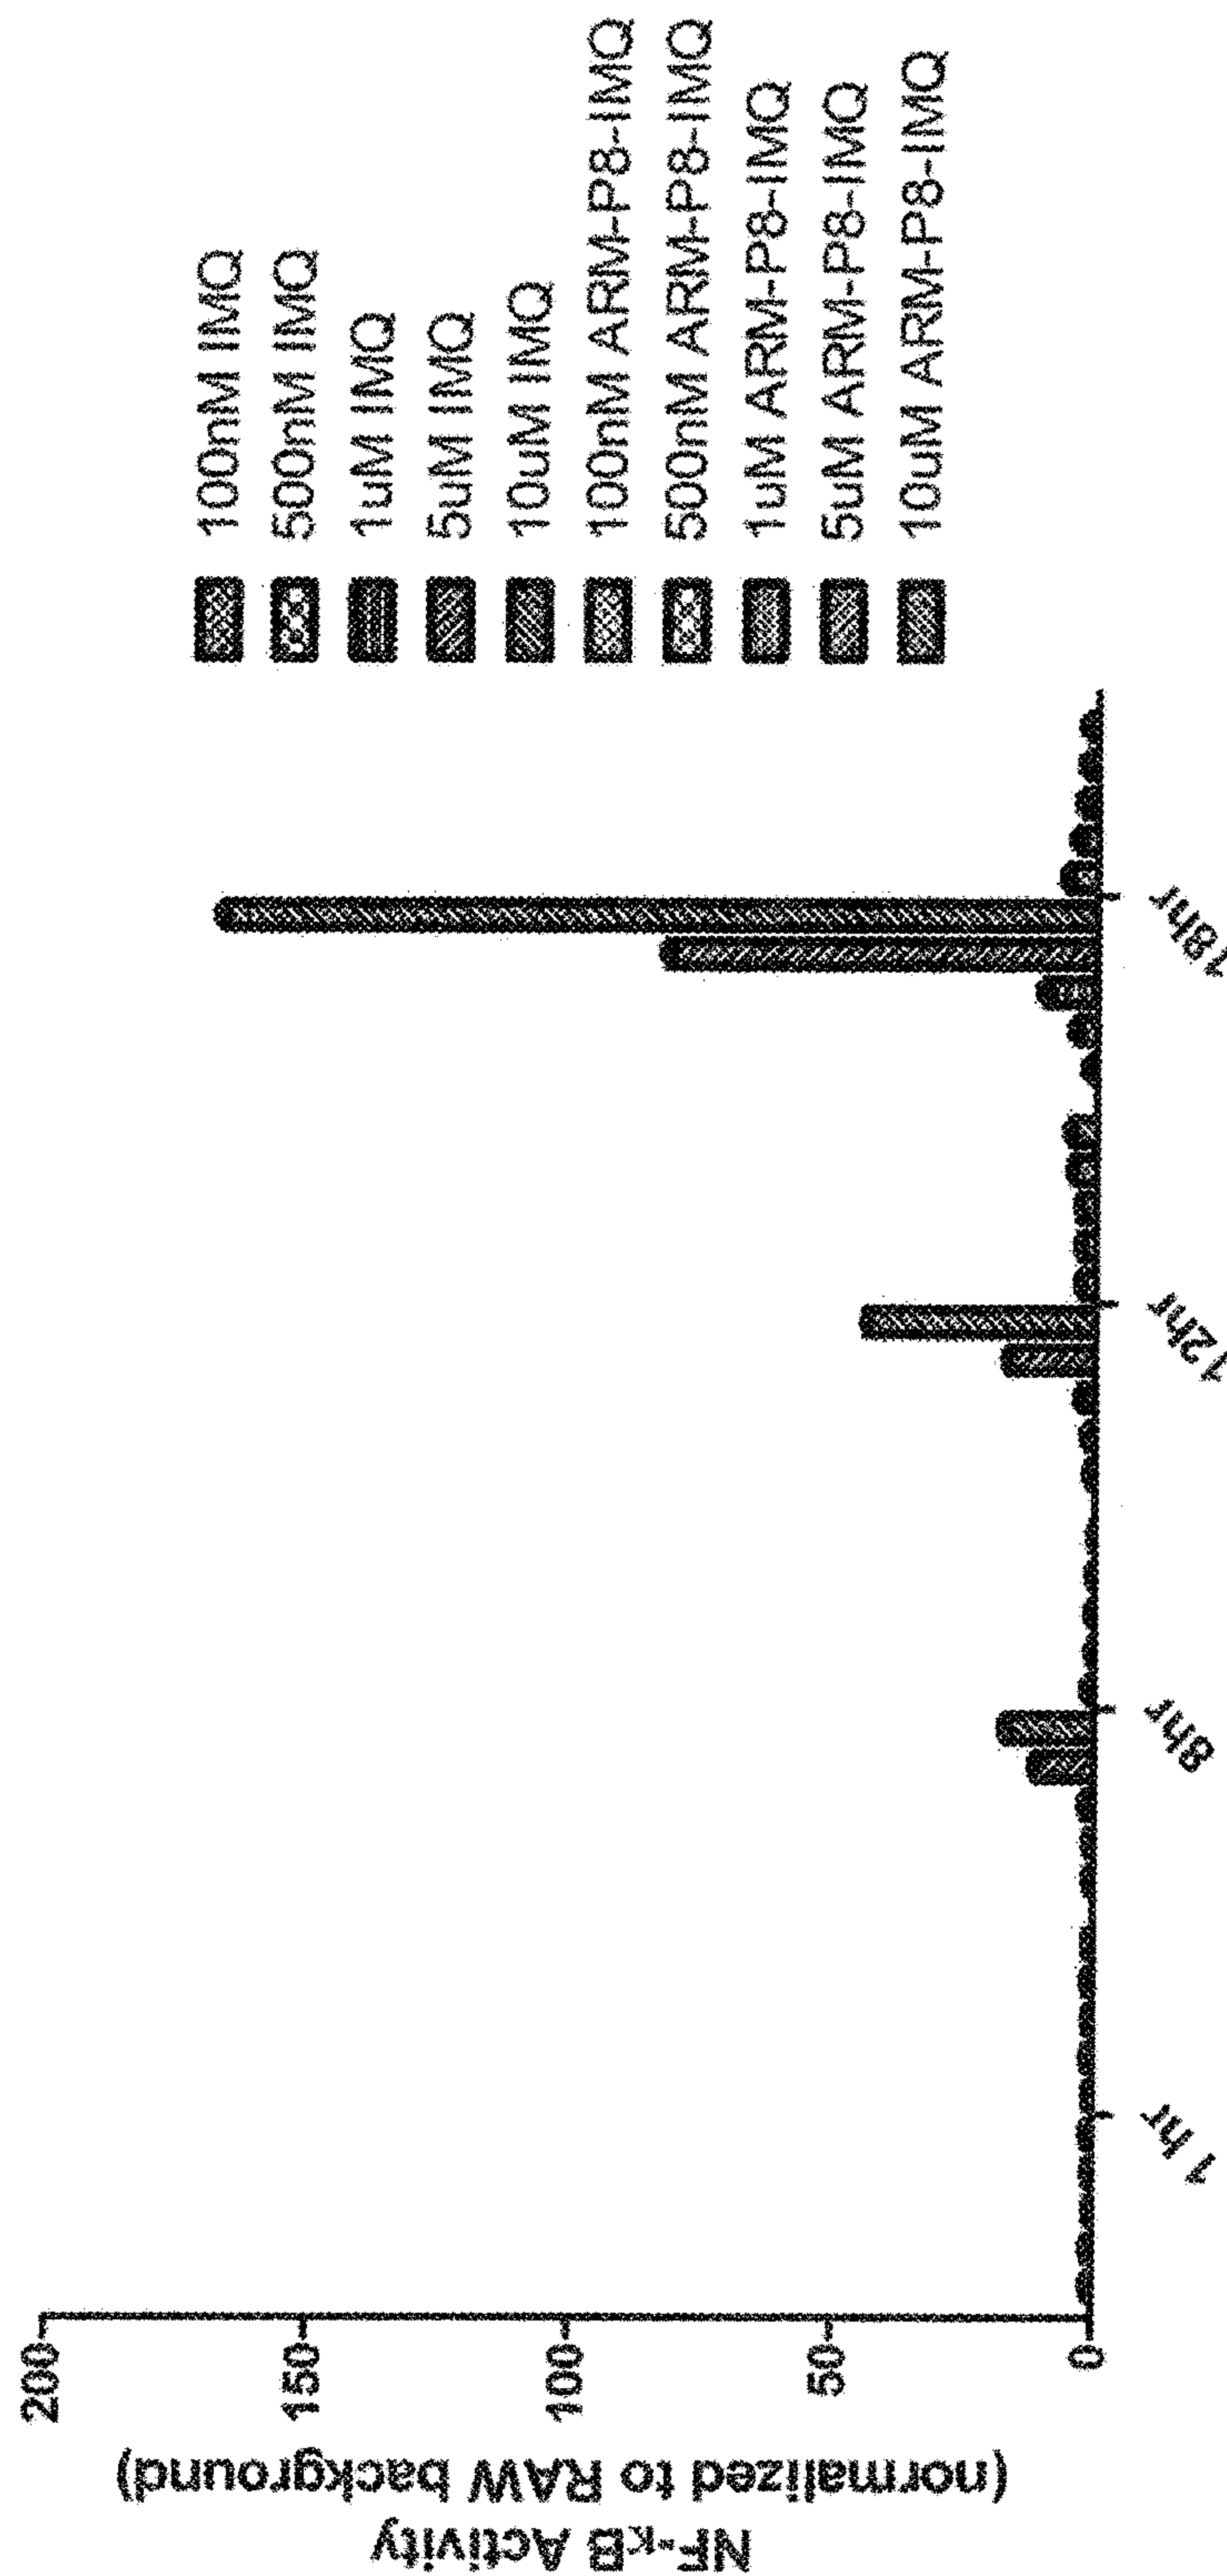 NF-κB Activity
(normalized to RAW background)
200
150
100
50
0
1 hr
8hr
12hr
18hr
100nM IMQ
500nM IMQ
1uM IMQ
5uM IMQ
10uM IMQ
100nM ARM-P8-IMQ
500nM ARM-P8-IMQ
1uM ARM-P8-IMQ
5uM ARM-P8-IMQ
10uM ARM-P8-IMQ